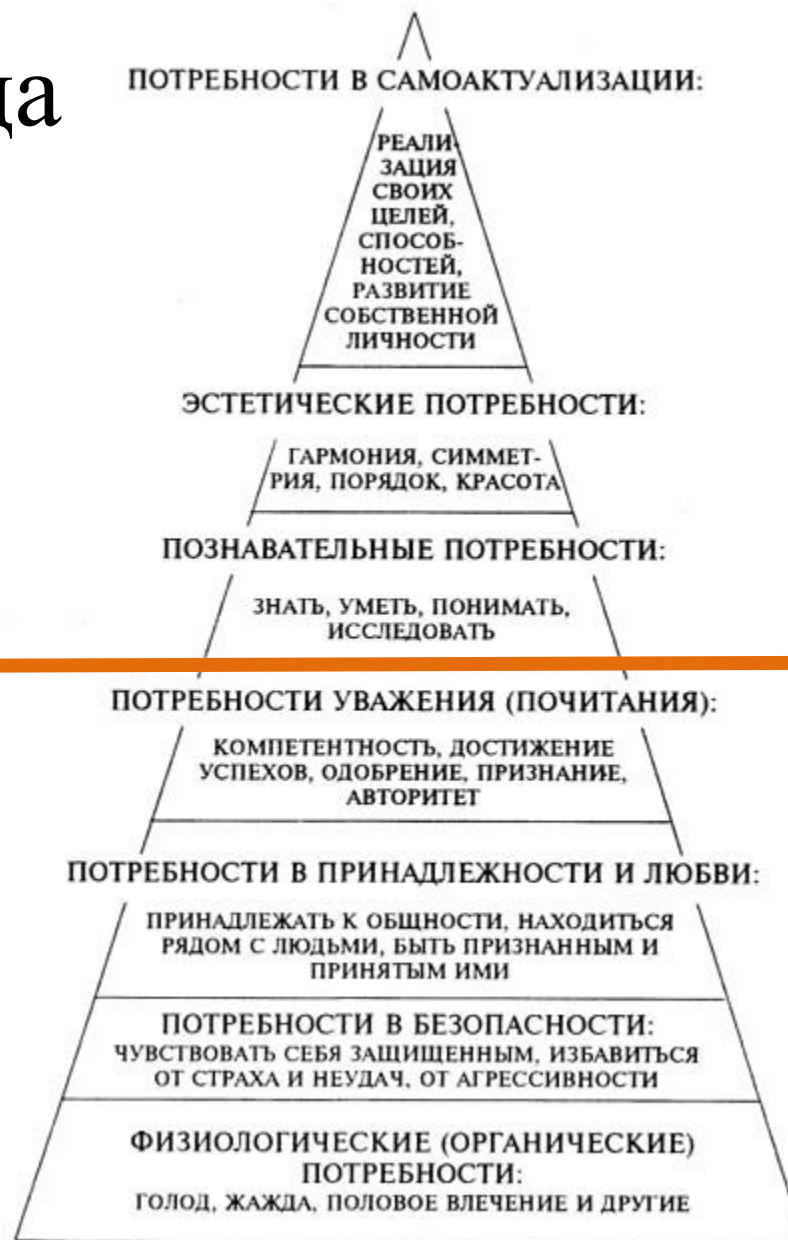 да
ПОТРЕБНОСТИ В САМОАКТУАЛИЗАЦИИ:
РЕАЛИ-
ЗАЦИЯ
СВОИХ
ЦЕЛЕЙ,
СПОСОБ-
НОСТЕЙ,
РАЗВИТИЕ
СОБСТВЕННОЙ
ЛИЧНОСТИ
ЭСТЕТИЧЕСКИЕ ПОТРЕБНОСТИ:
ГАРМОНИЯ, СИММЕТ-
РИЯ, ПОРЯДОК, КРАСОТА
ПОЗНАВАТЕЛЬНЫЕ ПОТРЕБНОСТИ:
ЗНАТЬ, УМЕТЬ, ПОНИМАТЬ,
ИССЛЕДОВАТЬ
ПОТРЕБНОСТИ УВАЖЕНИЯ (ПОЧИТАНИЯ):
КОМПЕТЕНТНОСТЬ, ДОСТИЖЕНИЕ
УСПЕХОВ, ОДОБРЕНИЕ, ПРИЗНАНИЕ,
АВТОРИТЕТ
ПОТРЕБНОСТИ В ПРИНАДЛЕЖНОСТИ И ЛЮБВИ:
ПРИНАДЛЕЖАТЬ К ОБЩНОСТИ, НАХОДИТЬСЯ
РЯДОМ С ЛЮДЬМИ, БЫТЬ ПРИЗНАННЫМ И
ПРИНЯТЫМ ИМИ
ПОТРЕБНОСТИ В БЕЗОПАСНОСТИ:
ЧУВСТВОВАТЬ СЕБЯ ЗАЩИЩЕННЫМ, ИЗБАВИТЬСЯ
ОТ СТРАХА И НЕУДАЧ, ОТ АГРЕССИВНОСТИ
ФИЗИОЛОГИЧЕСКИЕ (ОРГАНИЧЕСКИЕ)
ПОТРЕБНОСТИ:
ГОЛОД, ЖАЖДА, ПОЛОВОЕ ВЛЕЧЕНИЕ И ДРУГИЕ